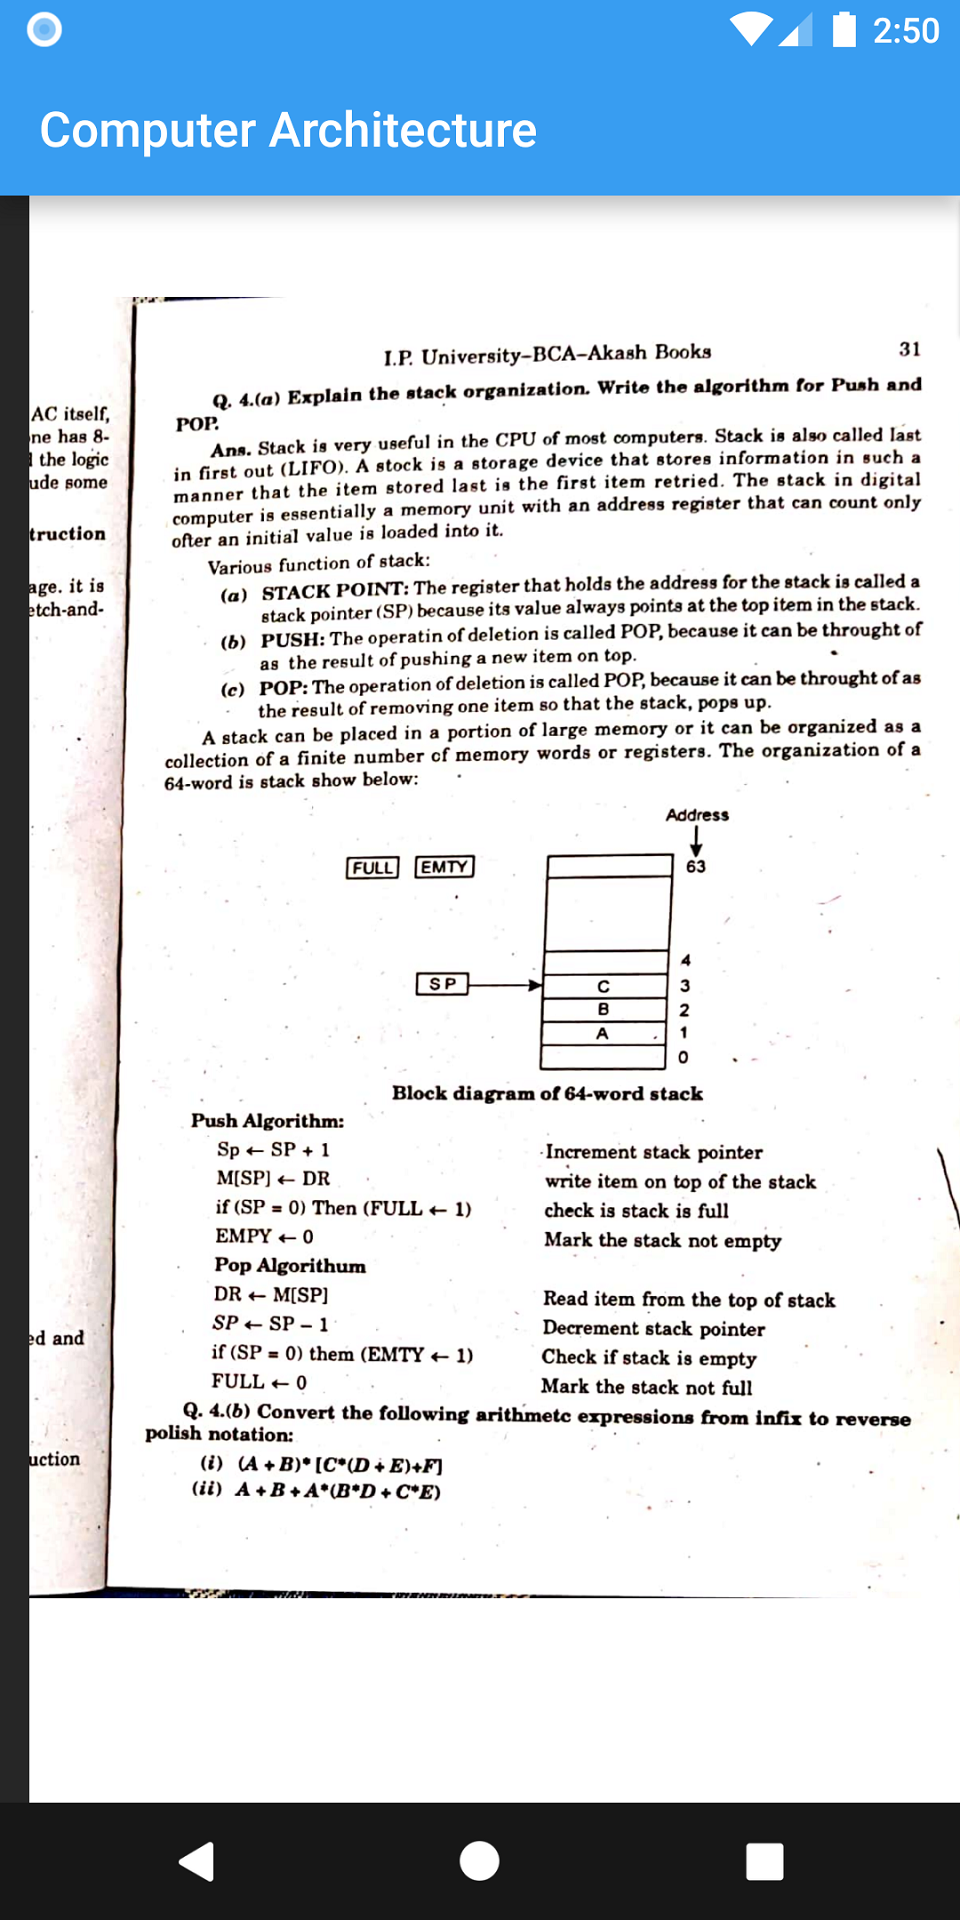 2:50
Computer Architecture
I.P. University–BCA–Akash Books 31
AC itself,
ne has 8-
the logic
ude some
truction
age. it is
etch-and-
ed and
uction
Q. 4.(a) Explain the stack organization. Write the algorithm for Push and
POP.
Ans. Stack is very useful in the CPU of most computers. Stack is also called last
in first out (LIFO). A stock is a storage device that stores information in such a
manner that the item stored last is the first item retried. The stack in digital
computer is essentially a memory unit with an address register that can count only
ofter an initial value is loaded into it.
Various function of stack:
(a) STACK POINT: The register that holds the address for the stack is called a
stack pointer (SP) because its value always points at the top item in the stack.
(b) PUSH: The operatin of deletion is called POP, because it can be throught of
as the result of pushing a new item on top.
(c) POP: The operation of deletion is called POP, because it can be throught of as
the result of removing one item so that the stack, pops up.
A stack can be placed in a portion of large memory or it can be organized as a
collection of a finite number of memory words or registers. The organization of a
64-word is stack show below:
Address
FULL EMTY 63
4
SP C 3
B 2
A 1
0
Block diagram of 64-word stack
Push Algorithm:
Sp ← SP + 1 Increment stack pointer
M[SP] ← DR write item on top of the stack
if (SP = 0) Then (FULL ← 1) check is stack is full
EMPY ← 0 Mark the stack not empty
Pop Algorithum
DR ← M[SP] Read item from the top of stack
SP ← SP – 1 Decrement stack pointer
if (SP = 0) them (EMTY ← 1) Check if stack is empty
FULL ← 0 Mark the stack not full
Q. 4.(b) Convert the following arithmetc expressions from infix to reverse
polish notation:
(i) (A + B)* [C*(D + E)+F]
(ii) A + B + A*(B*D + C*E)